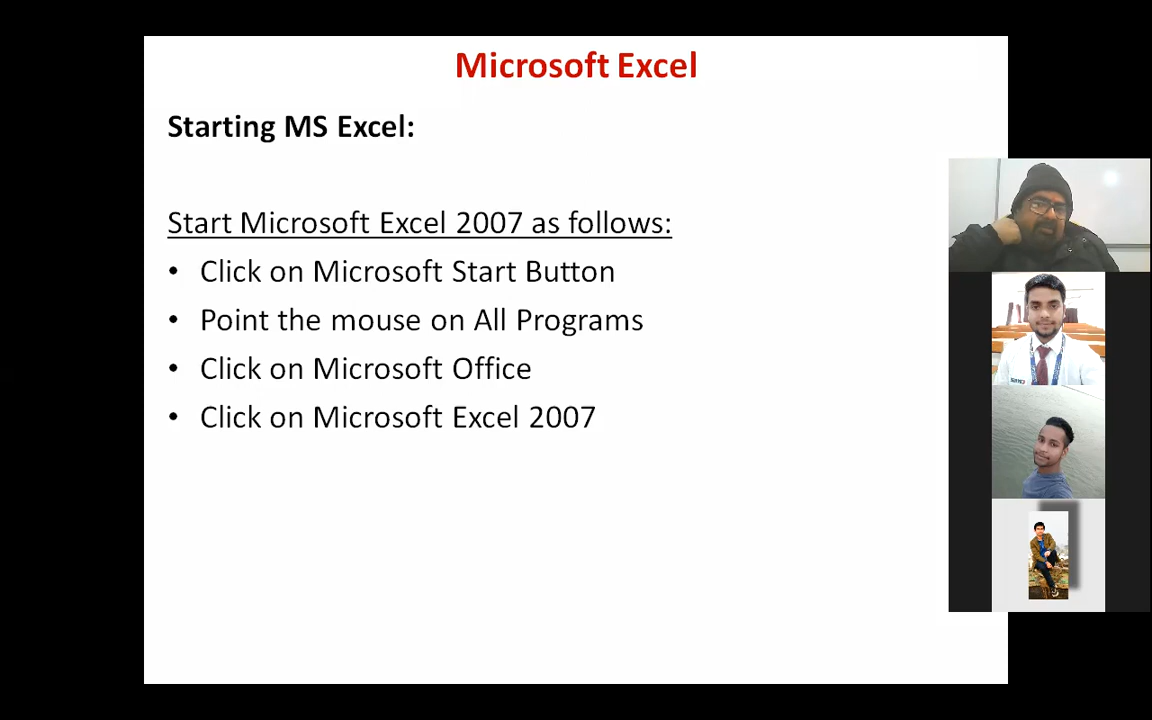 Microsoft Excel
Starting MS Excel:
Start Microsoft Excel 2007 as follows:
• Click on Microsoft Start Button
• Point the mouse on All Programs
• Click on Microsoft Office
• Click on Microsoft Excel 2007